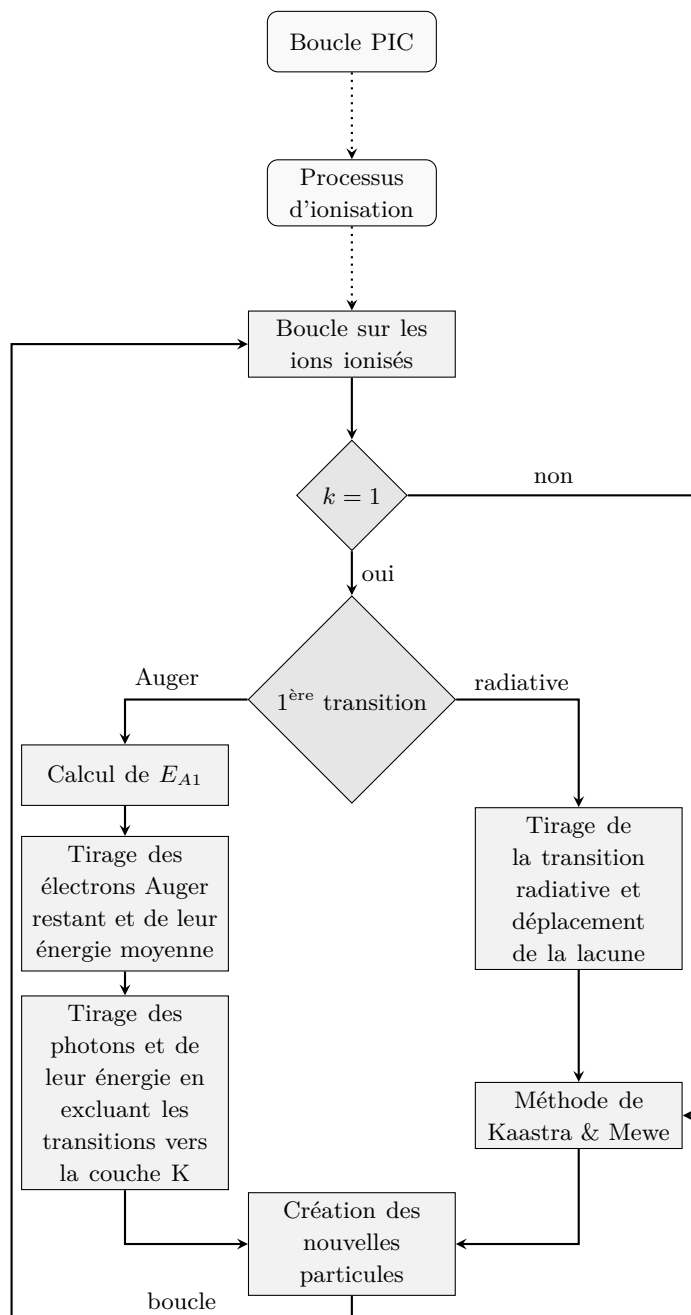 Boucle PIC
Processus
d'ionisation
Boucle sur les
ions ionisés
k = 1
non
oui
Auger
radiative
1ère transition
Calcul de E_{A1}
Tirage des
électrons Auger
restant et de leur
énergie moyenne
Tirage de
la transition
radiative et
déplacement
de la lacune
Tirage des
photons et de
leur énergie en
excluant les
transitions vers
la couche K
Méthode de
Kaastra & Mewe
Création des
nouvelles
particules
boucle